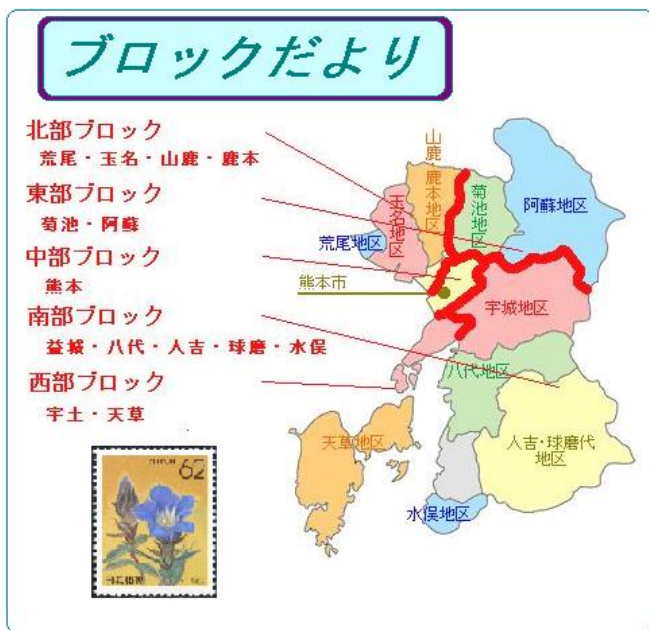 ブロックだより
北部ブロック
荒尾・玉名・山鹿・鹿本
東部ブロック
菊池・阿蘇
中部ブロック
熊本
南部ブロック
益城・八代・人吉・球磨・水俣
西部ブロック
宇土・天草
山鹿・鹿本地区
菊池地区
阿蘇地区
玉名地区
荒尾地区
熊本市
宇城地区
八代地区
天草地区
人吉・球磨代
地区
水俣地区
62